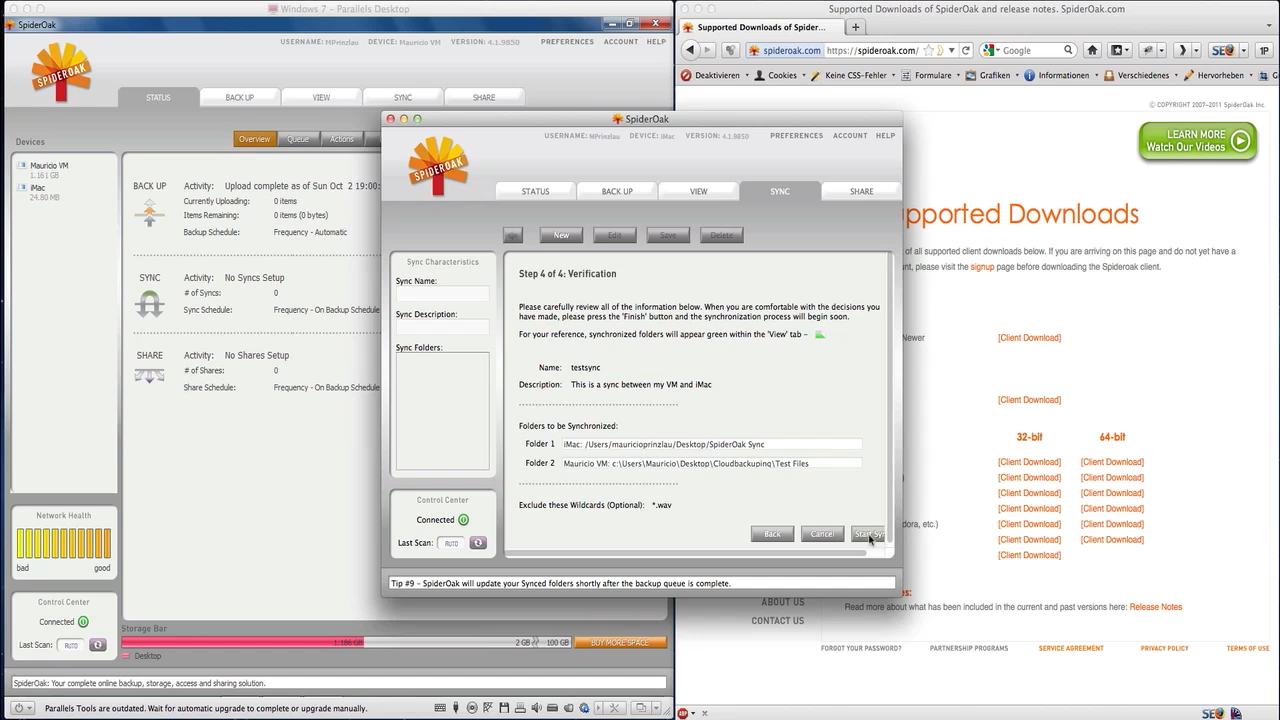 Windows 7 - Parallels Desktop
SpiderOak
USERNAME: MPrinzlau DEVICE: Mauricio VM VERSION: 4.1.9850 PREFERENCES ACCOUNT HELP
SPIDEROAK
STATUS BACK UP VIEW SYNC SHARE
Overview Queue Actions
Devices
Mauricio VM
1.161 GB
iMac
24.80 MB
BACK UP Activity: Upload complete as of Sun Oct 2 19:00:
Currently Uploading: 0 items
Items Remaining: 0 items (0 bytes)
Backup Schedule: Frequency - Automatic
SYNC Activity: No Syncs Setup
# of Syncs: 0
Sync Schedule: Frequency - On Backup Schedule
SHARE Activity: No Shares Setup
# of Shares: 0
Share Schedule: Frequency - On Backup Schedule
Network Health
bad good
Control Center
Connected
Last Scan: AUTO
Storage Bar
1.186 GB 2 GB 100 GB BUY MORE SPACE
Desktop
SpiderOak: Your complete online backup, storage, access and sharing solution.
Parallels Tools are outdated. Wait for automatic upgrade to complete or upgrade manually.
SpiderOak
USERNAME: MPrinzlau DEVICE: iMac VERSION: 4.1.9850 PREFERENCES ACCOUNT HELP
SPIDEROAK
STATUS BACK UP VIEW SYNC SHARE
New Edit Save Delete
Sync Characteristics
Sync Name:
Sync Description:
Sync Folders:
Control Center
Connected
Last Scan: AUTO
Step 4 of 4: Verification
Please carefully review all of the information below. When you are comfortable with the decisions you
have made, please press the 'Finish' button and the synchronization process will begin soon.
For your reference, synchronized folders will appear green within the 'View' tab –
Name: testsync
Description: This is a sync between my VM and iMac
Folders to be Synchronized:
Folder 1 iMac: /Users/mauricioprinzlau/Desktop/SpiderOak Sync
Folder 2 Mauricio VM: c:\Users\Mauricio\Desktop\Cloudbackuping\Test Files
Exclude these Wildcards (Optional): *.wav
Back Cancel Start Sy
Tip #9 - SpiderOak will update your Synced folders shortly after the backup queue is complete.
Supported Downloads of SpiderOak and release notes. SpiderOak.com
Supported Downloads of Spider...
spideroak.com https://spideroak.com/ Google SEO 1P
Deaktivieren Cookies Keine CSS-Fehler Formulare Grafiken Informationen Verschiedenes Hervorheben
© COPYRIGHT 2007-2011 SpiderOak Inc.
LEARN MORE
Watch Our Videos
upported Downloads
of all supported client downloads below. If you are arriving on this page and do not yet have a
unt, please visit the signup page before downloading the Spideroak client.
Newer [Client Download]
[Client Download]
32-bit 64-bit
[Client Download] [Client Download]
[Client Download] [Client Download]
[Client Download] [Client Download]
[Client Download] [Client Download]
dora, etc.) [Client Download] [Client Download]
[Client Download] [Client Download]
[Client Download]
es:
Read more about what has been included in the current and past versions here: Release Notes
ABOUT US
CONTACT US
FORGOT YOUR PASSWORD? PARTNERSHIP PROGRAMS SERVICE AGREEMENT PRIVACY POLICY TERMS OF USE
ABP SEO